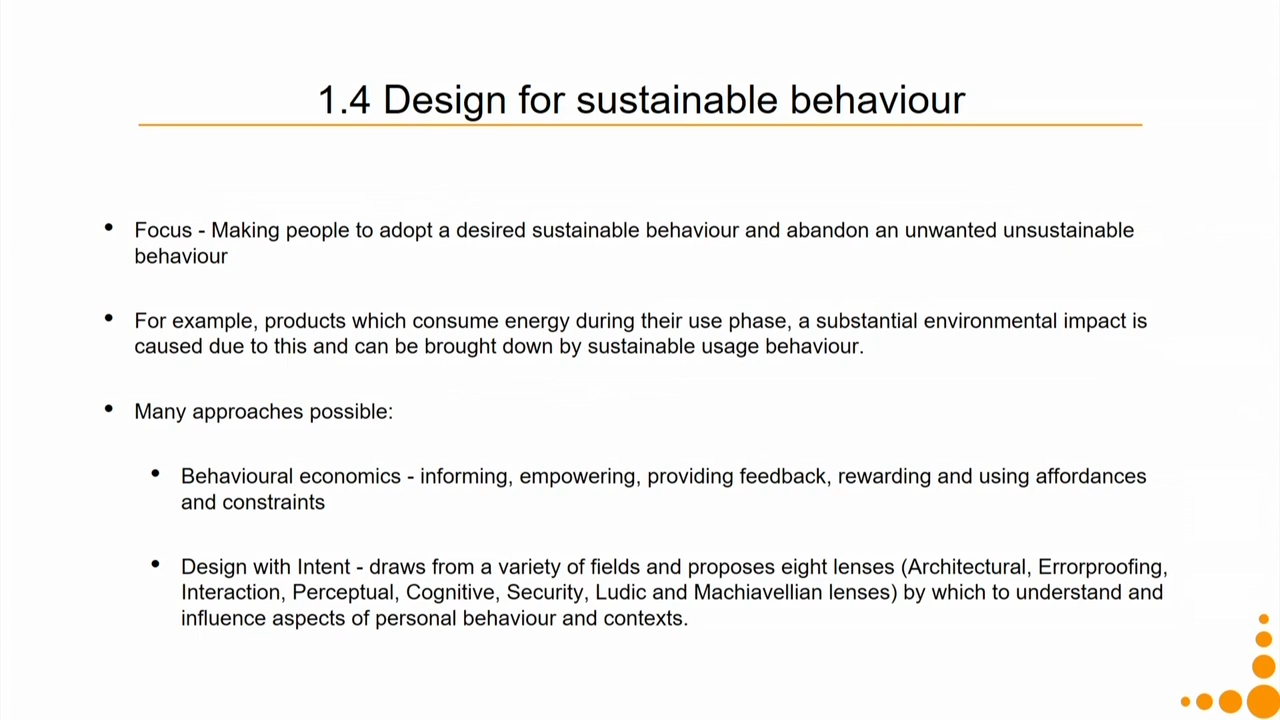 1.4 Design for sustainable behaviour
• Focus - Making people to adopt a desired sustainable behaviour and abandon an unwanted unsustainable
behaviour
• For example, products which consume energy during their use phase, a substantial environmental impact is
caused due to this and can be brought down by sustainable usage behaviour.
• Many approaches possible:
• Behavioural economics - informing, empowering, providing feedback, rewarding and using affordances
and constraints
• Design with Intent - draws from a variety of fields and proposes eight lenses (Architectural, Errorproofing,
Interaction, Perceptual, Cognitive, Security, Ludic and Machiavellian lenses) by which to understand and
influence aspects of personal behaviour and contexts.